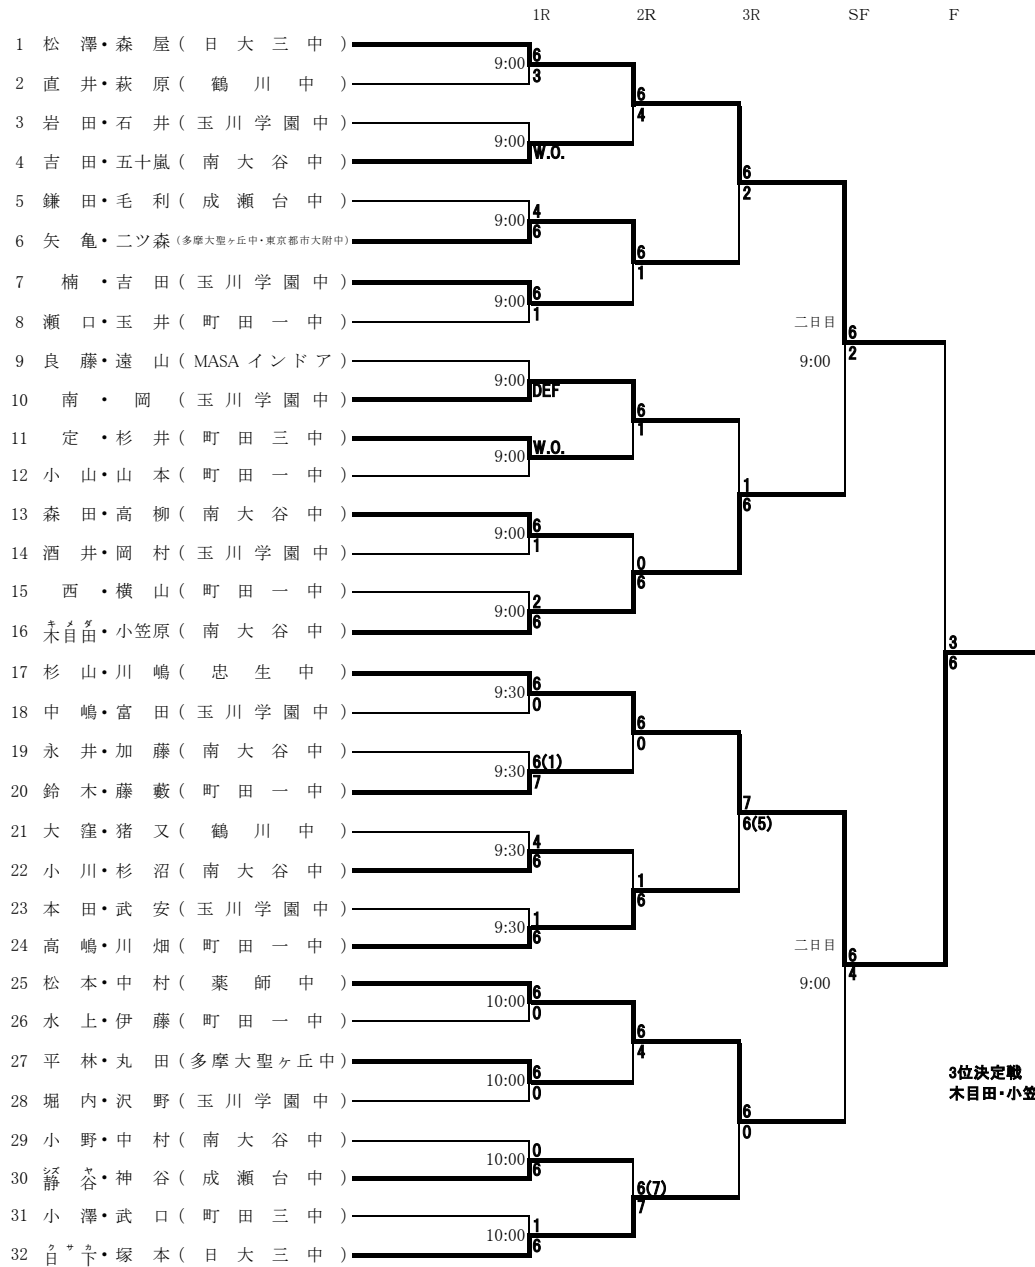 1R 2R 3R SF F
1 松 澤・森 屋 ( 日 大 三 中 )
6
9:00
3
2 直 井・萩 原 ( 鶴 川 中 )
6
4
3 岩 田・石 井 ( 玉 川 学 園 中 )
9:00
W.O.
4 吉 田・五十嵐 ( 南 大 谷 中 )
6
2
5 鎌 田・毛 利 ( 成 瀬 台 中 )
4
9:00
6
6 矢 亀・二ツ森 (多摩大聖ヶ丘中・東京都市大附中)
6
1
7 楠 ・吉 田 ( 玉 川 学 園 中 )
6
9:00
1
8 瀬 口・玉 井 ( 町 田 一 中 )
二日目
6
2
9:00
9 良 藤・遠 山 ( MASA インドア )
9:00
DEF
10 南 ・ 岡 ( 玉 川 学 園 中 )
6
1
11 定 ・杉 井 ( 町 田 三 中 )
W.O.
9:00
12 小 山・山 本 ( 町 田 一 中 )
1
6
13 森 田・高 柳 ( 南 大 谷 中 )
6
9:00
1
14 酒 井・岡 村 ( 玉 川 学 園 中 )
0
6
15 西 ・横 山 ( 町 田 一 中 )
2
9:00
6
キ メ ダ
16 木目田・小笠原 ( 南 大 谷 中 )
3
6
17 杉 山・川 嶋 ( 忠 生 中 )
6
9:30
0
18 中 嶋・富 田 ( 玉 川 学 園 中 )
6
0
19 永 井・加 藤 ( 南 大 谷 中 )
6(1)
9:30
7
20 鈴 木・藤 藪 ( 町 田 一 中 )
7
6(5)
21 大 窪・猪 又 ( 鶴 川 中 )
4
9:30
6
22 小 川・杉 沼 ( 南 大 谷 中 )
1
6
23 本 田・武 安 ( 玉 川 学 園 中 )
1
9:30
6
24 高 嶋・川 畑 ( 町 田 一 中 )
二日目
6
4
9:00
25 松 本・中 村 ( 薬 師 中 )
6
10:00
0
26 水 上・伊 藤 ( 町 田 一 中 )
6
4
27 平 林・丸 田 ( 多摩大聖ヶ丘中 )
6
10:00
0
3位決定戦
木目田・小笠
28 堀 内・沢 野 ( 玉 川 学 園 中 )
6
0
29 小 野・中 村 ( 南 大 谷 中 )
0
10:00
6
シズ ヤ
30 静 谷・神 谷 ( 成 瀬 台 中 )
6(7)
7
31 小 澤・武 口 ( 町 田 三 中 )
1
10:00
6
ク サ カ
32 日 下・塚 本 ( 日 大 三 中 )